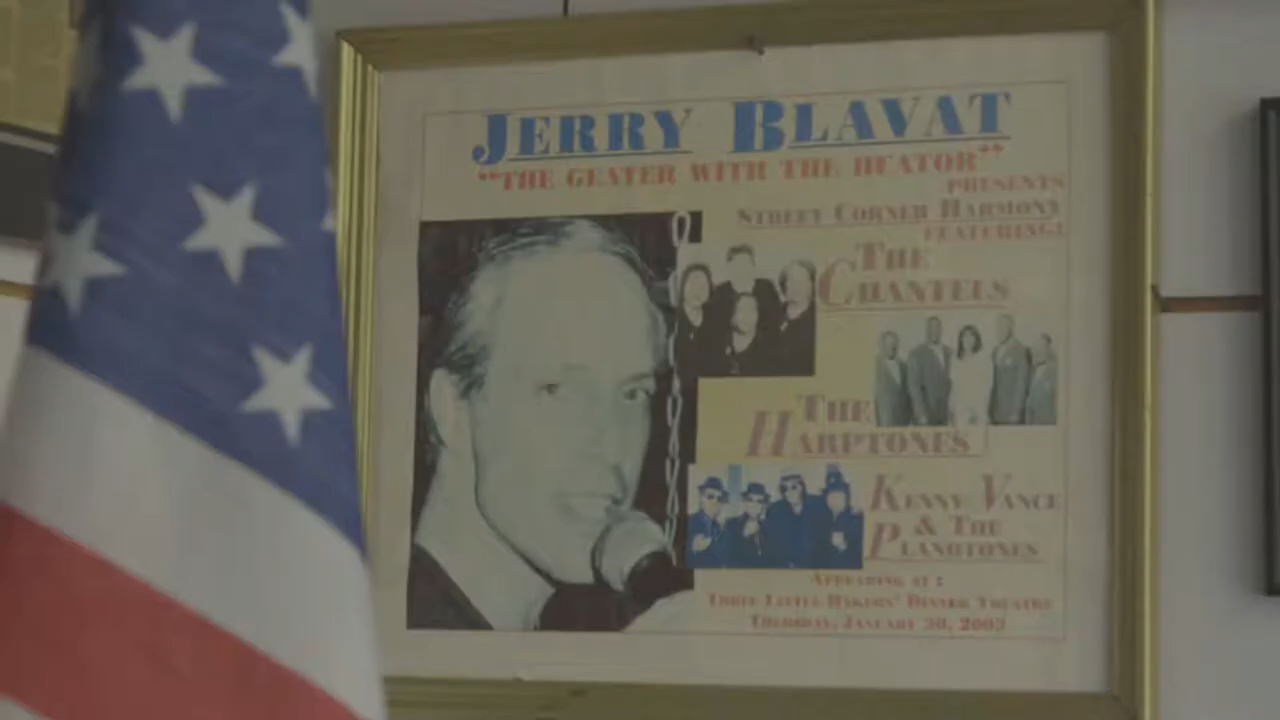 JERRY BLAVAT
"THE GEATER WITH THE HEATOR"
PRESENTS
STREET CORNER HARMONY
FEATURING:
THE
CHANTELS
THE
HARPTONES
KENNY VANCE
& THE
PLANOTONES
APPEARING AT:
THREE LITTLE BAKERS' DINNER THEATRE
THURSDAY, JANUARY 30, 2003